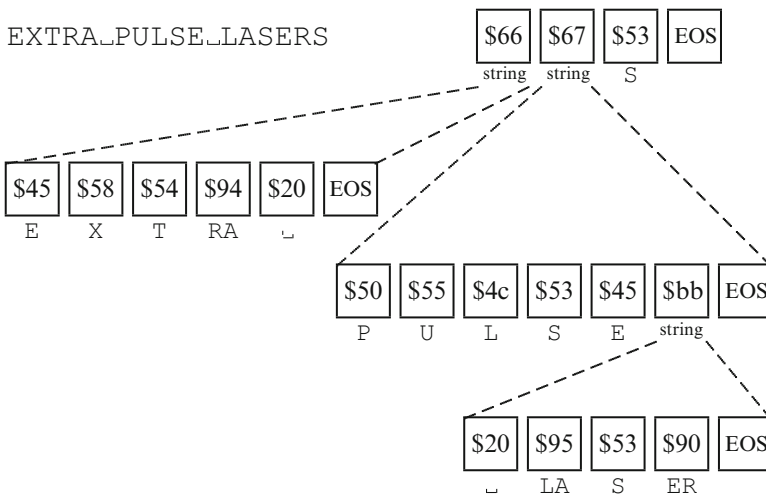 EXTRA␣PULSE␣LASERS
$66 $67 $53 EOS
string string S
$45 $58 $54 $94 $20 EOS
E X T RA ␣
$50 $55 $4c $53 $45 $bb EOS
P U L S E string
$20 $95 $53 $90 EOS
␣ LA S ER